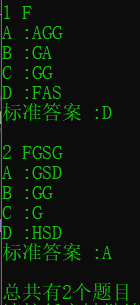 1 F
A :AGG
B :GA
C :GG
D :FAS
标准答案 :D
2 FGSG
A :GSD
B :GG
C :G
D :HSD
标准答案 :A
总共有2个题目